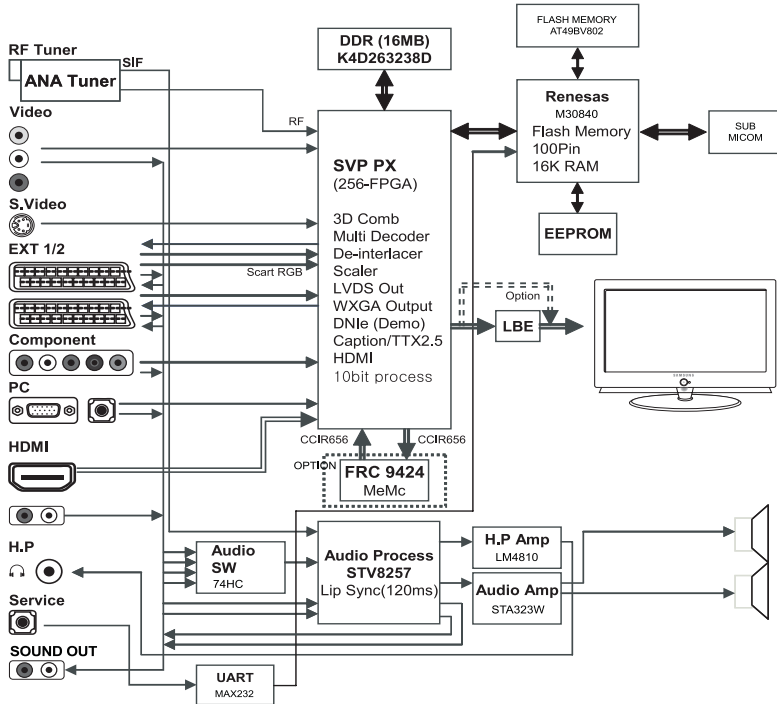 FLASH MEMORY
AT49BV802
RF Tuner
SIF
ANA Tuner
DDR (16MB)
K4D263238D
Renesas
M30840
Flash Memory
100Pin
16K RAM
SUB
MICOM
EEPROM
Video
RF
SVP PX
(256-FPGA)
3D Comb
Multi Decoder
De-interlacer
Scaler
LVDS Out
WXGA Output
DNIe (Demo)
Caption/TTX2.5
HDMI
10bit process
S.Video
EXT 1/2
Scart RGB
Option
LBE
SAMSUNG
Component
PC
HDMI
CCIR656
CCIR656
OPTION
FRC 9424
MeMc
H.P
Audio
SW
74HC
Audio Process
STV8257
Lip Sync(120ms)
H.P Amp
LM4810
Audio Amp
STA323W
Service
SOUND OUT
UART
MAX232